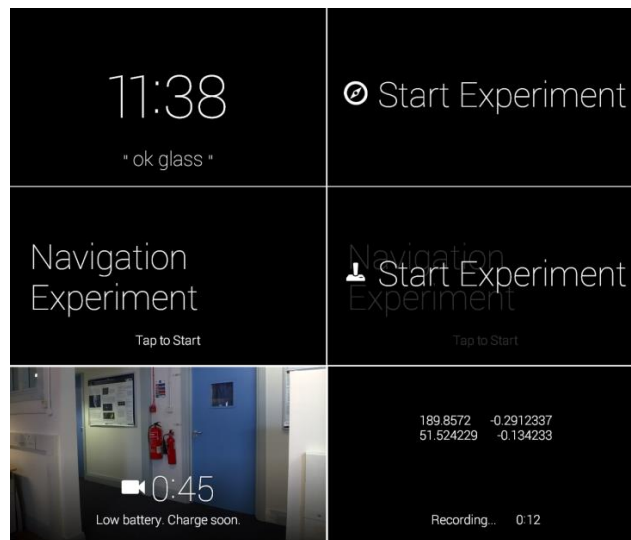 11:38
" ok glass "
Start Experiment
Navigation
Experiment
Tap to Start
Navigation
Start Experiment
Experiment
Tap to Start
0:45
Low battery. Charge soon.
189.8572 -0.2912337
51.524229 -0.134233
Recording... 0:12